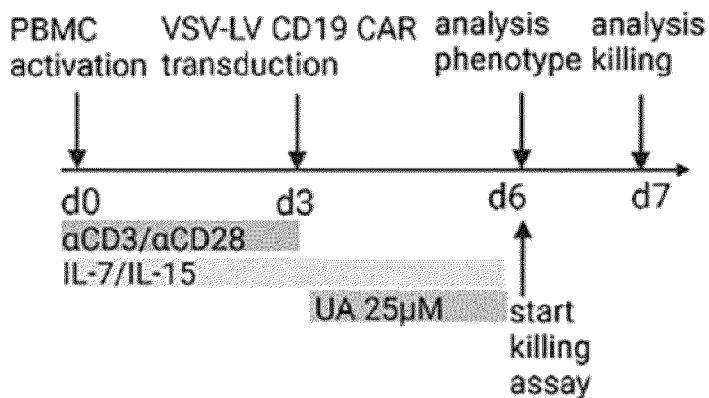 PBMC
activation
VSV-LV CD19 CAR
transduction
analysis
phenotype
analysis
killing
d0
d3
d6
d7
αCD3/αCD28
IL-7/IL-15
UA 25μM
start
killing
assay